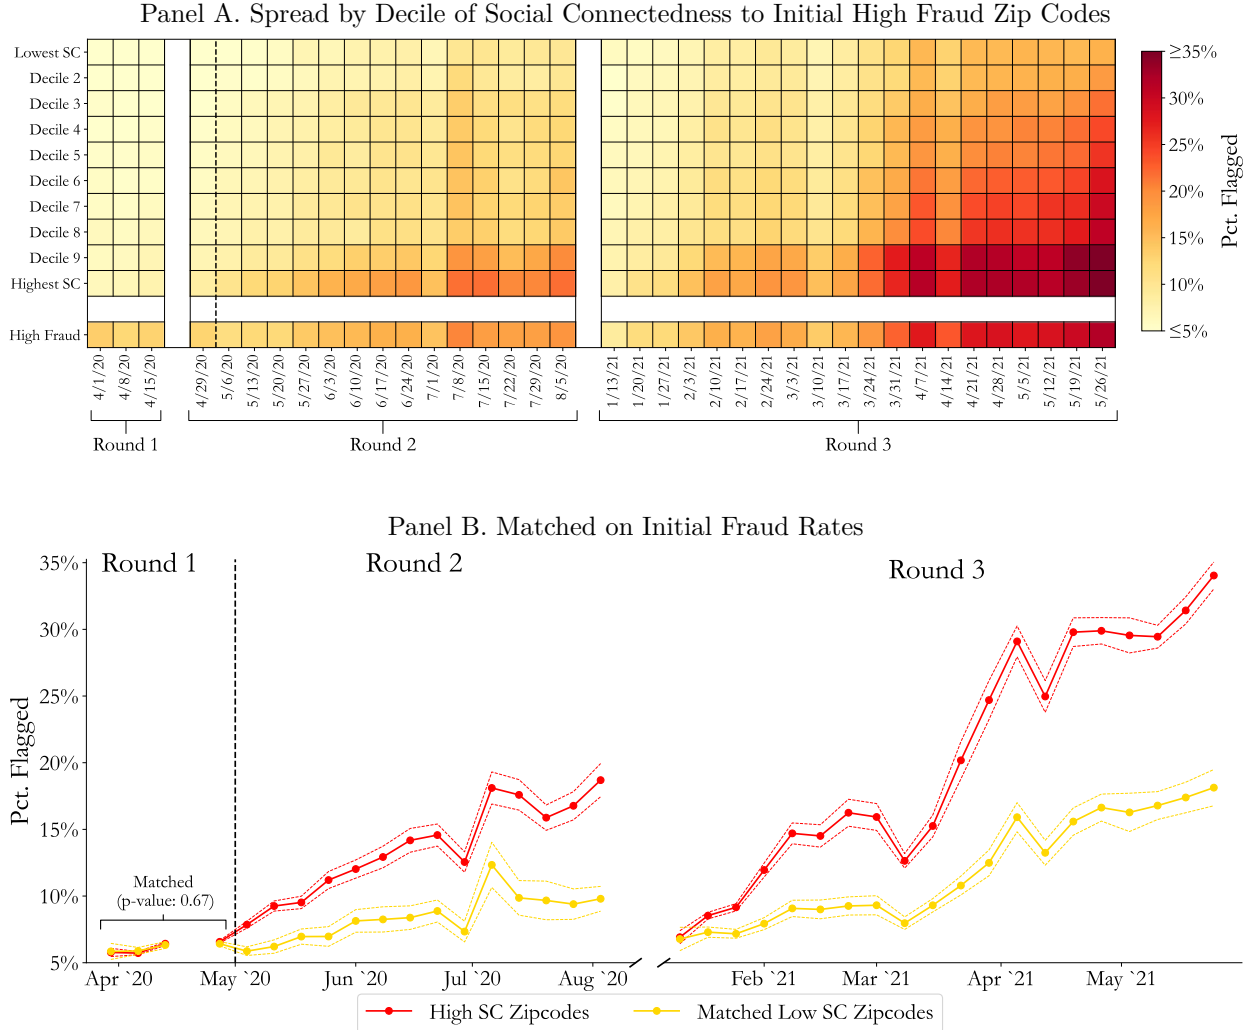 Panel A. Spread by Decile of Social Connectedness to Initial High Fraud Zip Codes
Lowest SC
Decile 2
Decile 3
Decile 4
Decile 5
Decile 6
Decile 7
Decile 8
Decile 9
Highest SC
High Fraud
≥35%
30%
25%
20%
15%
10%
≤5%
Pct. Flagged
4/1/20
4/8/20
4/15/20
4/29/20
5/6/20
5/13/20
5/20/20
5/27/20
6/3/20
6/10/20
6/17/20
6/24/20
7/1/20
7/8/20
7/15/20
7/22/20
7/29/20
8/5/20
1/13/21
1/20/21
1/27/21
2/3/21
2/10/21
2/17/21
2/24/21
3/3/21
3/10/21
3/17/21
3/24/21
3/31/21
4/7/21
4/14/21
4/21/21
4/28/21
5/5/21
5/12/21
5/19/21
5/26/21
Round 1
Round 2
Round 3
Panel B. Matched on Initial Fraud Rates
Round 1
Round 2
Round 3
35%
30%
25%
20%
15%
10%
5%
Pct. Flagged
Matched
(p-value: 0.67)
Apr `20
May `20
Jun `20
Jul `20
Aug `20
Feb `21
Mar `21
Apr `21
May `21
High SC Zipcodes
Matched Low SC Zipcodes